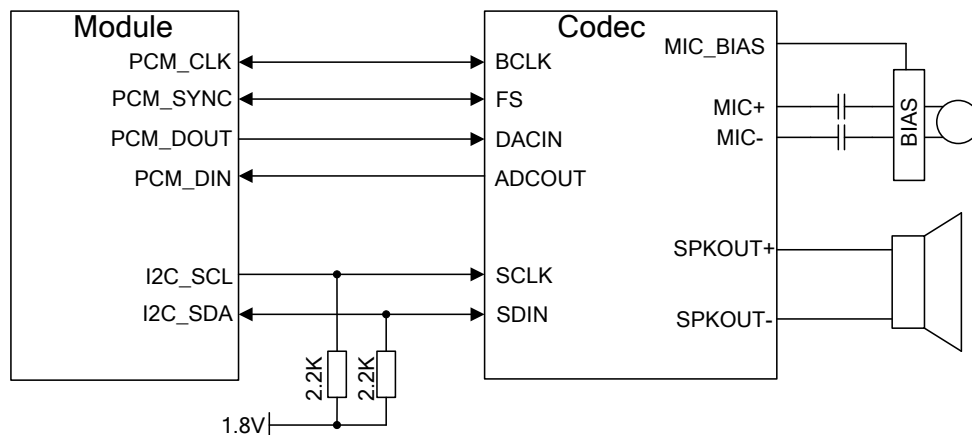 Module
Codec
PCM_CLK
BCLK
MIC_BIAS
PCM_SYNC
FS
MIC+
PCM_DOUT
DACIN
MIC-
BIAS
PCM_DIN
ADCOUT
SPKOUT+
I2C_SCL
SCLK
I2C_SDA
SDIN
SPKOUT-
2.2K
2.2K
1.8V